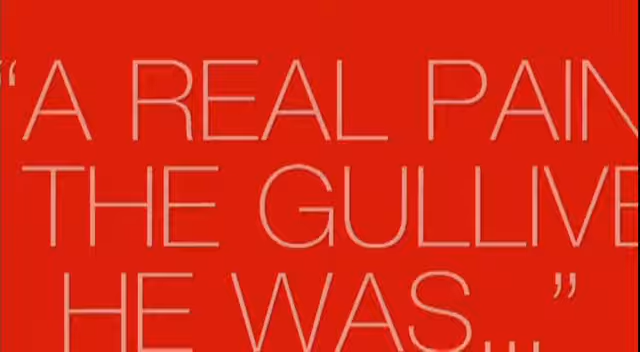 “A REAL PAIN
THE GULLIVE
HE WAS...”